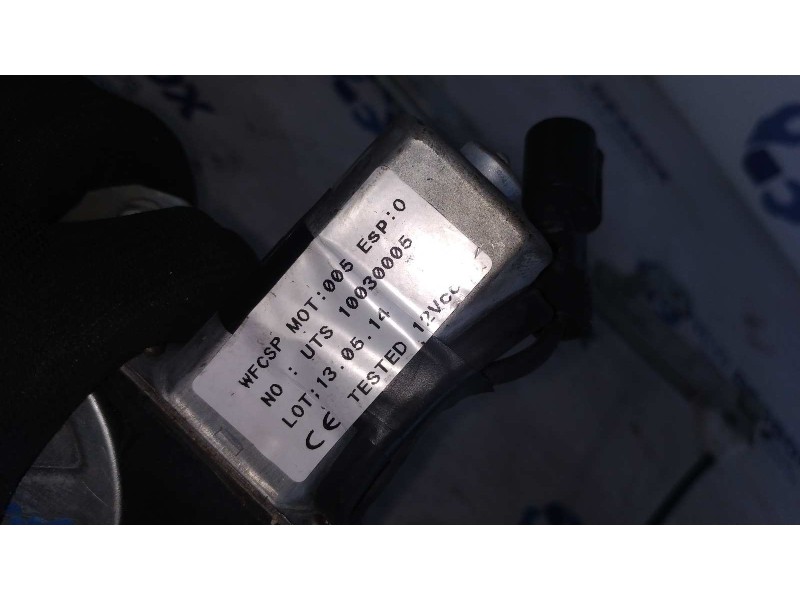 WFCSP MOT:005 ESP:0
NO : UTS 10030005
LOT;13.05.14
CE TESTED 12Vcc